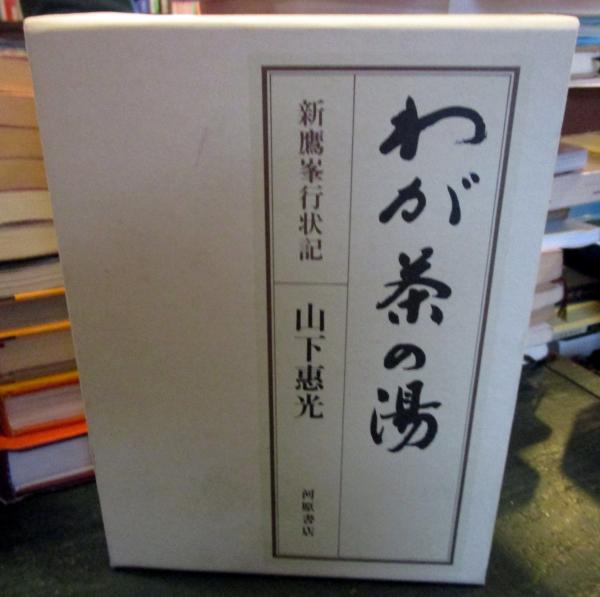 わが茶の湯
新鷹峯行状記
山下惠光
河原書店